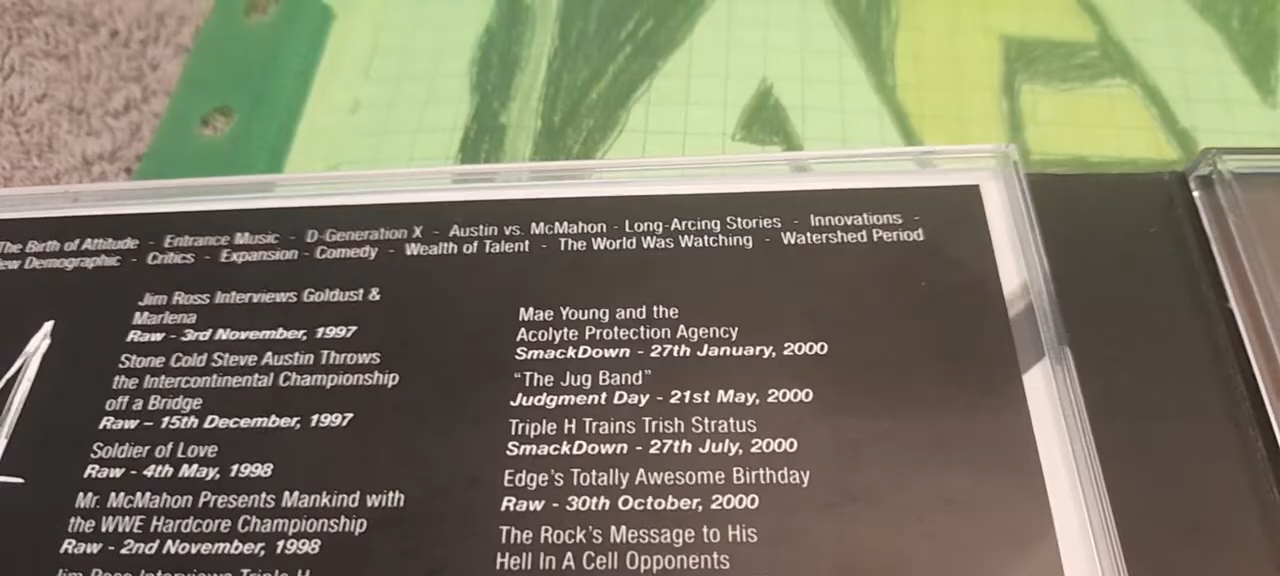 The Birth of Attitude - Entrance Music - D-Generation X - Austin vs. McMahon - Long-Arcing Stories - Innovations -
Demographic - Critics - Expansion - Comedy - Wealth of Talent - The World Was Watching - Watershed Period
Jim Ross Interviews Goldust &
Marlena
Raw - 3rd November, 1997
Stone Cold Steve Austin Throws
the Intercontinental Championship
off a Bridge
Raw – 15th December, 1997
Soldier of Love
Raw - 4th May, 1998
Mr. McMahon Presents Mankind with
the WWE Hardcore Championship
Raw - 2nd November, 1998
Jim Ross Interviews Triple H
Mae Young and the
Acolyte Protection Agency
SmackDown - 27th January, 2000
“The Jug Band”
Judgment Day - 21st May, 2000
Triple H Trains Trish Stratus
SmackDown - 27th July, 2000
Edge’s Totally Awesome Birthday
Raw - 30th October, 2000
The Rock’s Message to His
Hell In A Cell Opponents